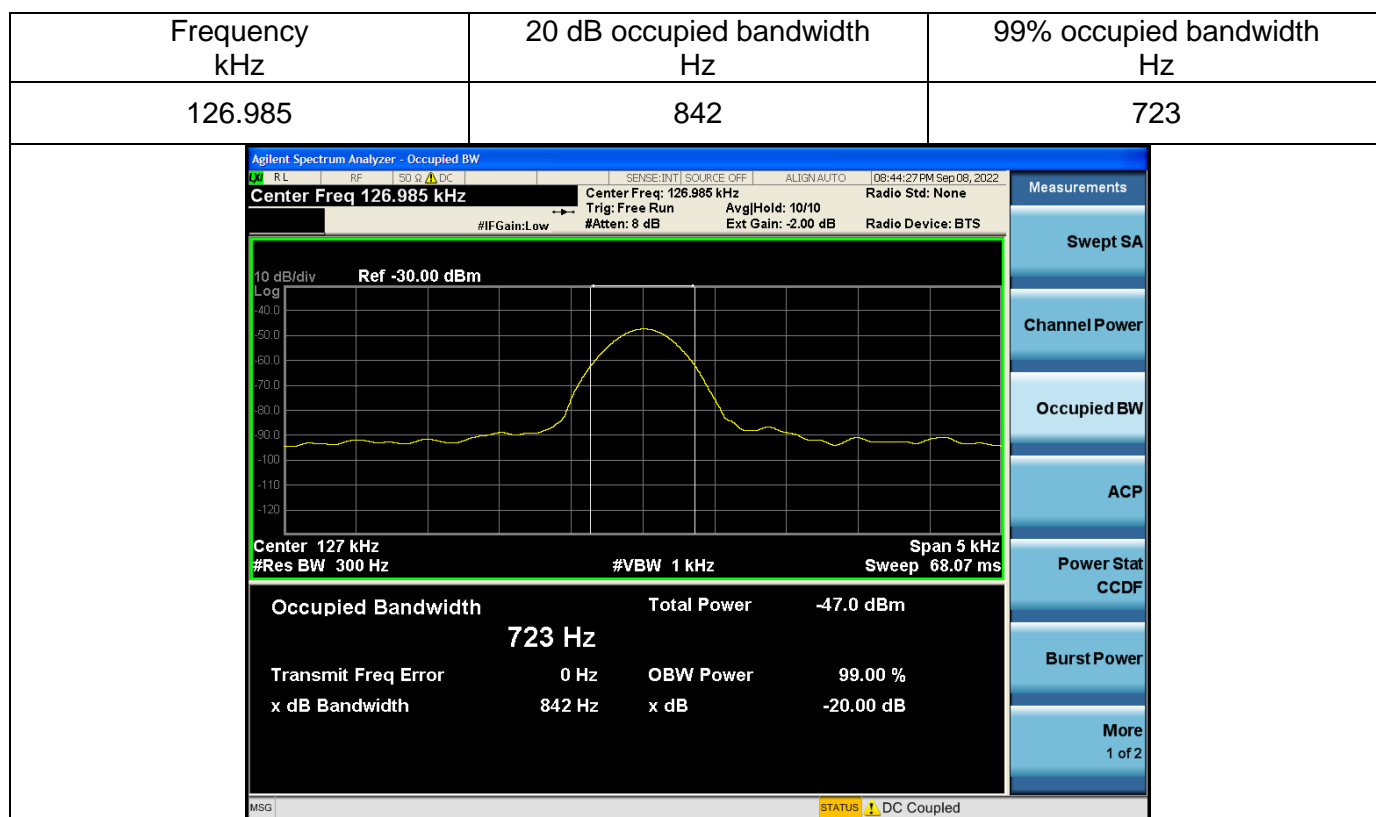 Frequency
kHz
20 dB occupied bandwidth
Hz
99% occupied bandwidth
Hz
126.985
842
723
Agilent Spectrum Analyzer - Occupied BW
LXI RL RF 50 Ω DC SENSE:INT SOURCE OFF ALIGN AUTO 08:44:27 PM Sep 08, 2022
Center Freq 126.985 kHz
Center Freq: 126.985 kHz
Radio Std: None
Trig: Free Run
Avg|Hold: 10/10
#IFGain:Low
#Atten: 8 dB
Ext Gain: -2.00 dB
Radio Device: BTS
10 dB/div
Ref -30.00 dBm
Log
-40.0
-50.0
-60.0
-70.0
-80.0
-90.0
-100
-110
-120
Center 127 kHz
Span 5 kHz
#Res BW 300 Hz
#VBW 1 kHz
Sweep 68.07 ms
Occupied Bandwidth
Total Power
-47.0 dBm
723 Hz
Transmit Freq Error
0 Hz
OBW Power
99.00 %
x dB Bandwidth
842 Hz
x dB
-20.00 dB
MSG
STATUS
DC Coupled
Measurements
Swept SA
Channel Power
Occupied BW
ACP
Power Stat
CCDF
Burst Power
More
1 of 2